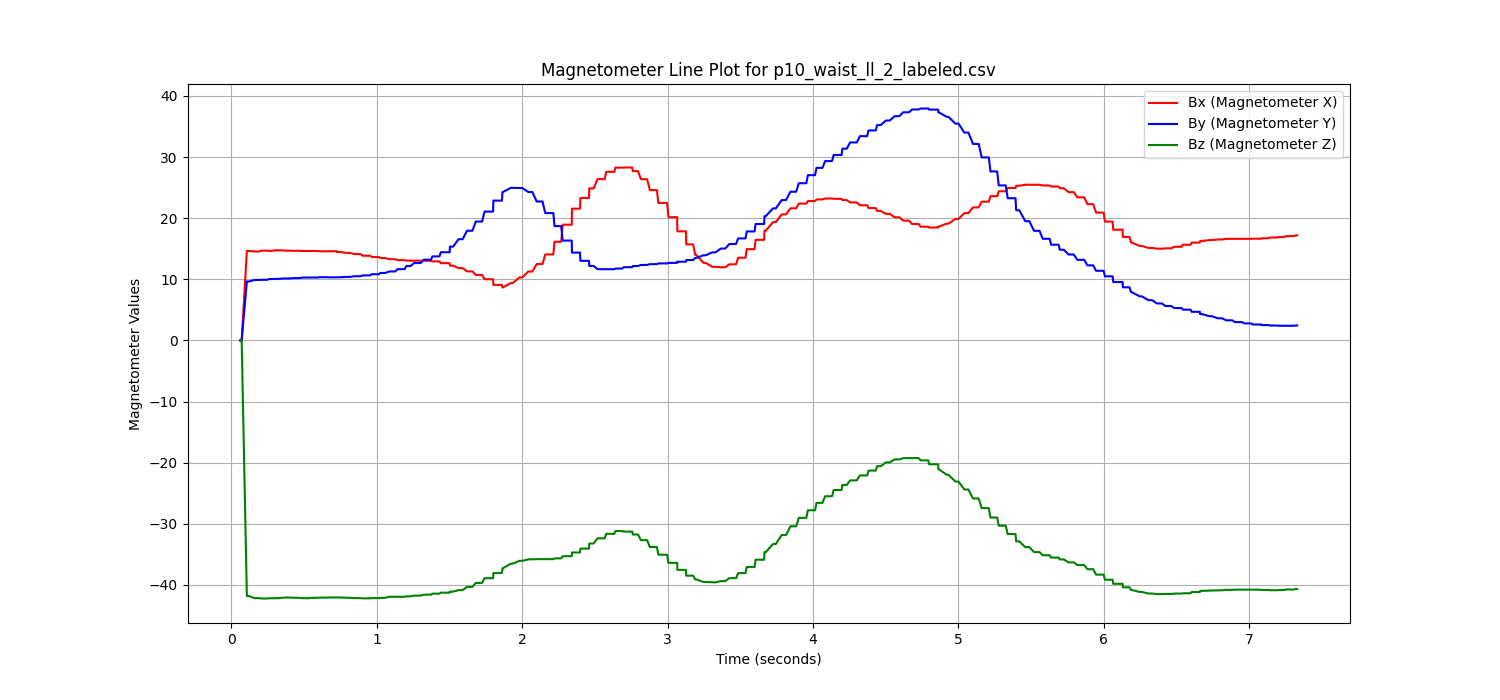 Magnetometer Line Plot for p10_waist_ll_2_labeled.csv
Bx (Magnetometer X)
By (Magnetometer Y)
Bz (Magnetometer Z)
Magnetometer Values
40
30
20
10
0
−10
−20
−30
−40
0 1 2 3 4 5 6 7
Time (seconds)